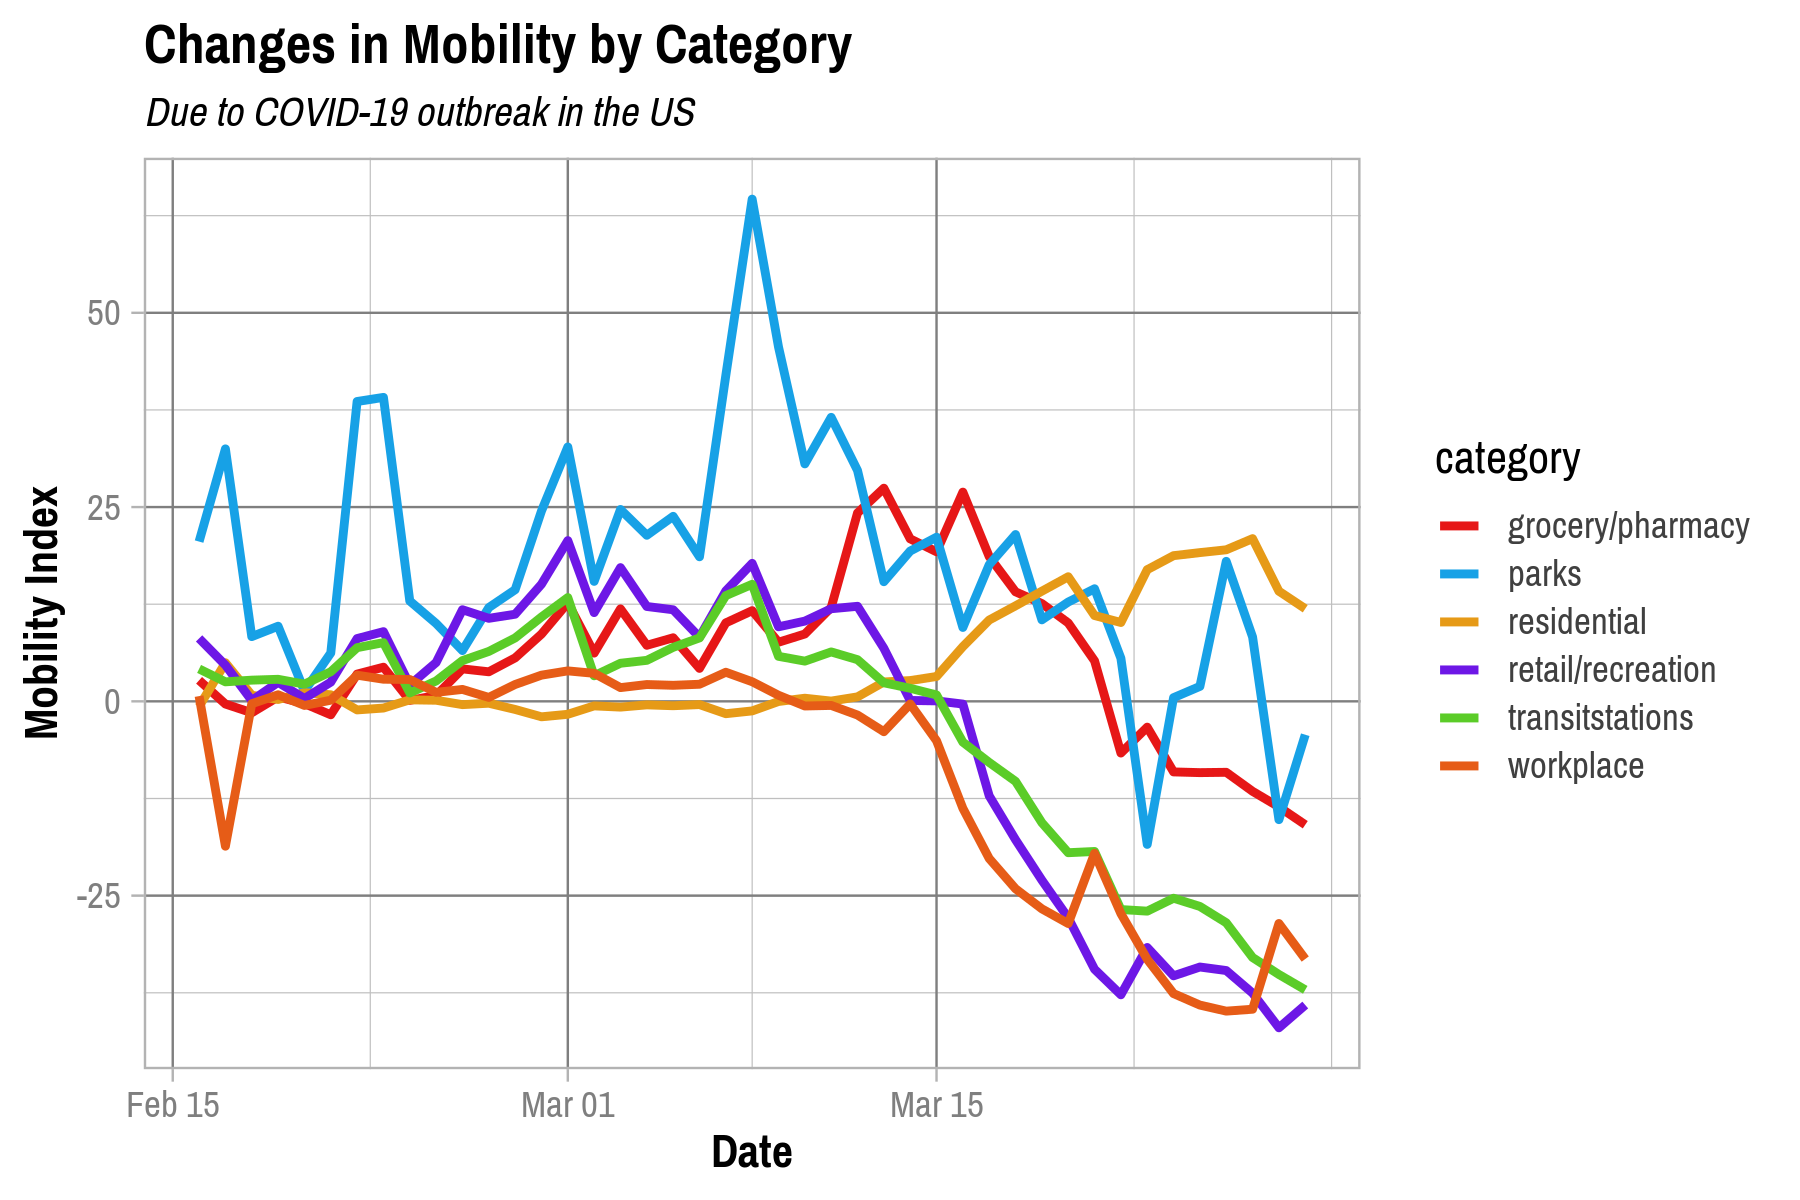 Changes in Mobility by Category
Due to COVID-19 outbreak in the US
Mobility Index
50
25
0
-25
Feb 15
Mar 01
Mar 15
Date
category
grocery/pharmacy
parks
residential
retail/recreation
transitstations
workplace